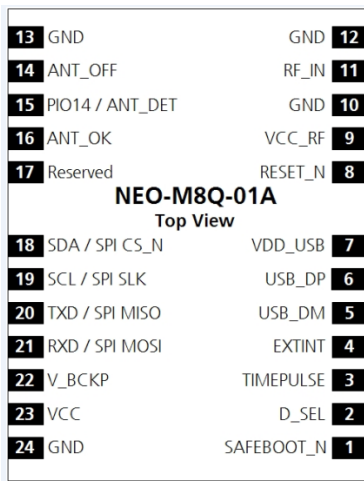 13 GND GND 12
14 ANT_OFF RF_IN 11
15 PIO14 / ANT_DET GND 10
16 ANT_OK VCC_RF 9
17 Reserved RESET_N 8
NEO-M8Q-01A
Top View
18 SDA / SPI CS_N VDD_USB 7
19 SCL / SPI SLK USB_DP 6
20 TXD / SPI MISO USB_DM 5
21 RXD / SPI MOSI EXTINT 4
22 V_BCKP TIMEPULSE 3
23 VCC D_SEL 2
24 GND SAFEBOOT_N 1